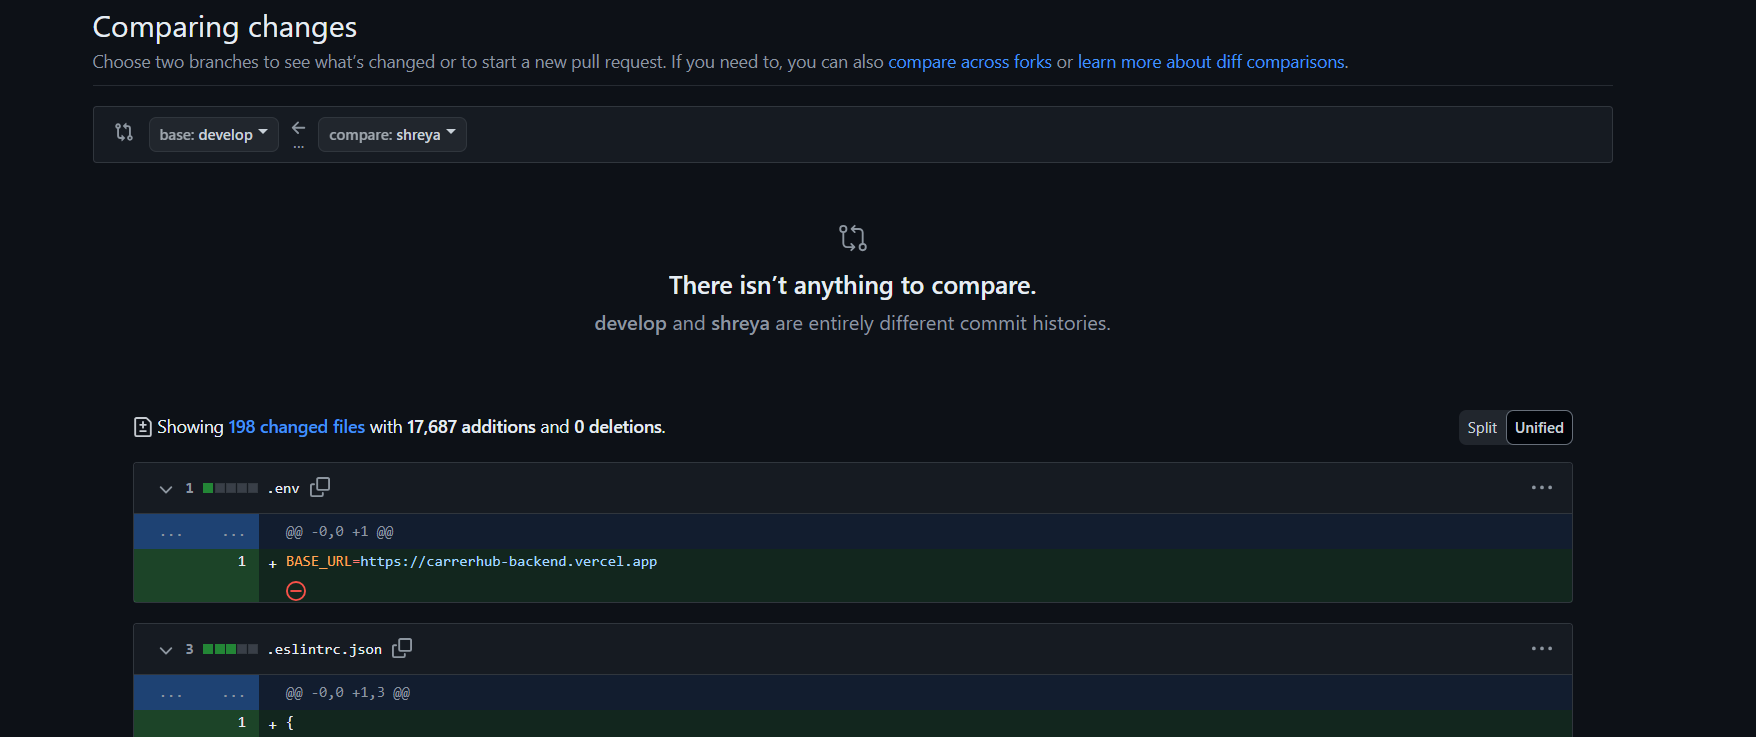 Comparing changes
Choose two branches to see what’s changed or to start a new pull request. If you need to, you can also compare across forks or learn more about diff comparisons.
base: develop ... compare: shreya
There isn’t anything to compare.
develop and shreya are entirely different commit histories.
Showing 198 changed files with 17,687 additions and 0 deletions.
Split Unified
1 .env
... ... @@ -0,0 +1 @@
1 + BASE_URL=https://carrerhub-backend.vercel.app
3 .eslintrc.json
... ... @@ -0,0 +1,3 @@
1 + {